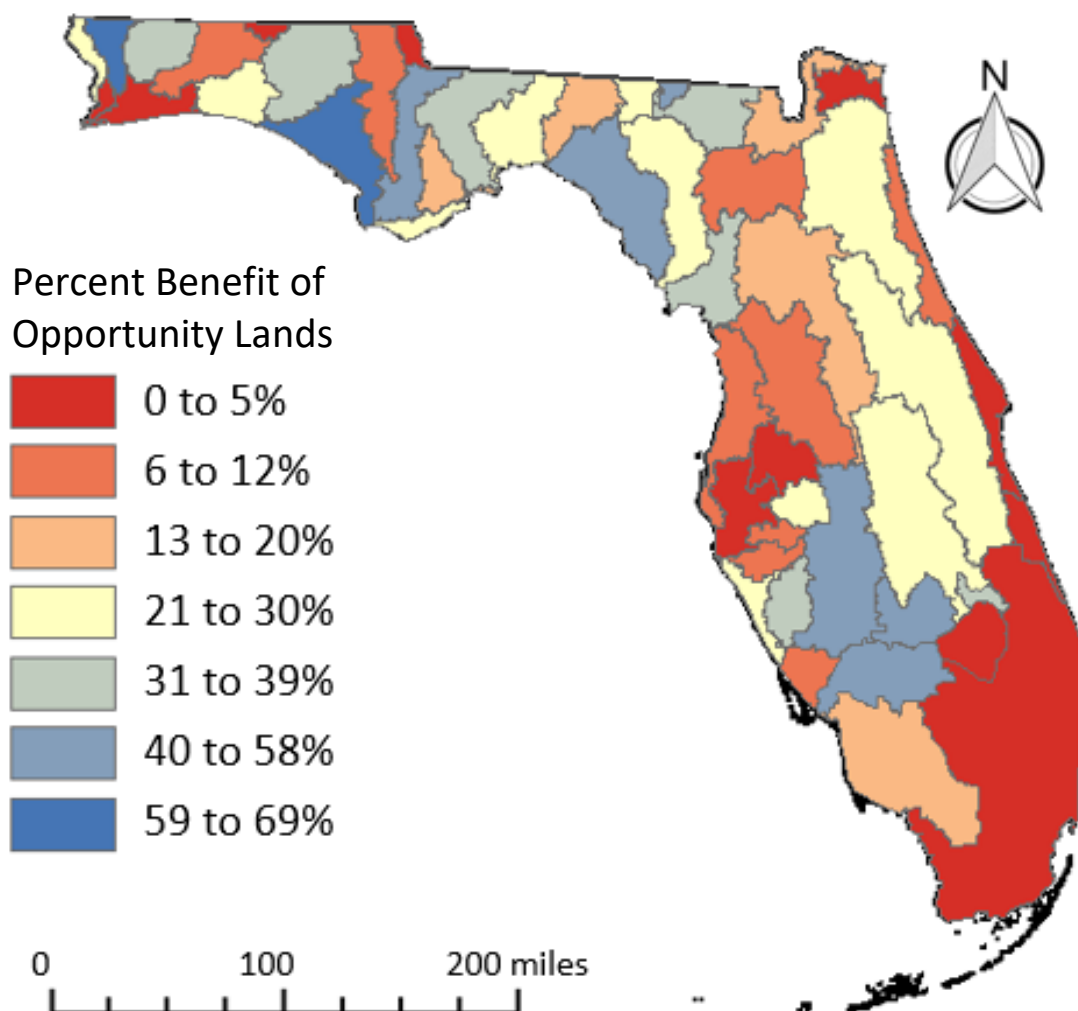 N
Percent Benefit of
Opportunity Lands
0 to 5%
6 to 12%
13 to 20%
21 to 30%
31 to 39%
40 to 58%
59 to 69%
0 100 200 miles